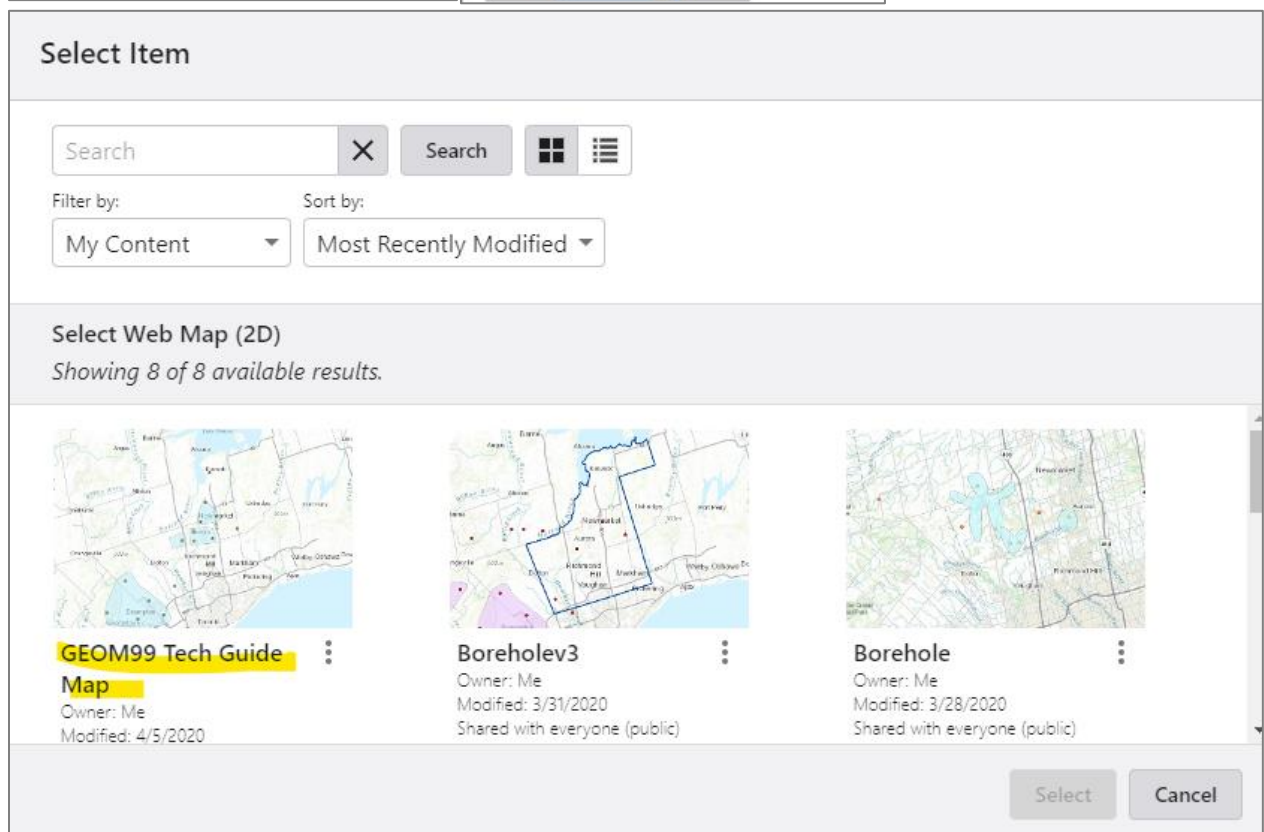 Select Item
Search Search
Filter by: Sort by:
My Content Most Recently Modified
Select Web Map (2D)
Showing 8 of 8 available results.
GEOM99 Tech Guide
Map
Owner: Me
Modified: 4/5/2020
Boreholev3
Owner: Me
Modified: 3/31/2020
Shared with everyone (public)
Borehole
Owner: Me
Modified: 3/28/2020
Shared with everyone (public)
Select Cancel